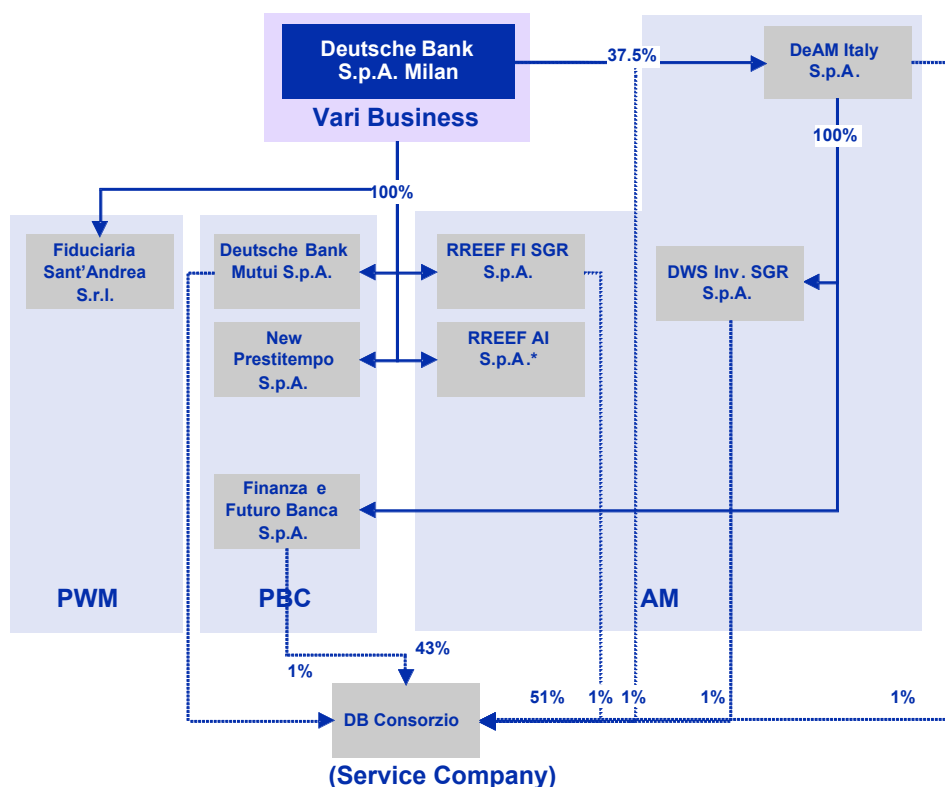 Deutsche Bank
S.p.A. Milan
Vari Business
37.5%
DeAM Italy
S.p.A.
100%
100%
Fiduciaria
Sant'Andrea
S.r.l.
Deutsche Bank
Mutui S.p.A.
RREEF FI SGR
S.p.A.
DWS Inv. SGR
S.p.A.
New
Prestitempo
S.p.A.
RREEF AI
S.p.A.*
Finanza e
Futuro Banca
S.p.A.
PWM
PBC
AM
43%
1%
51%
1%
1%
1%
1%
DB Consorzio
(Service Company)